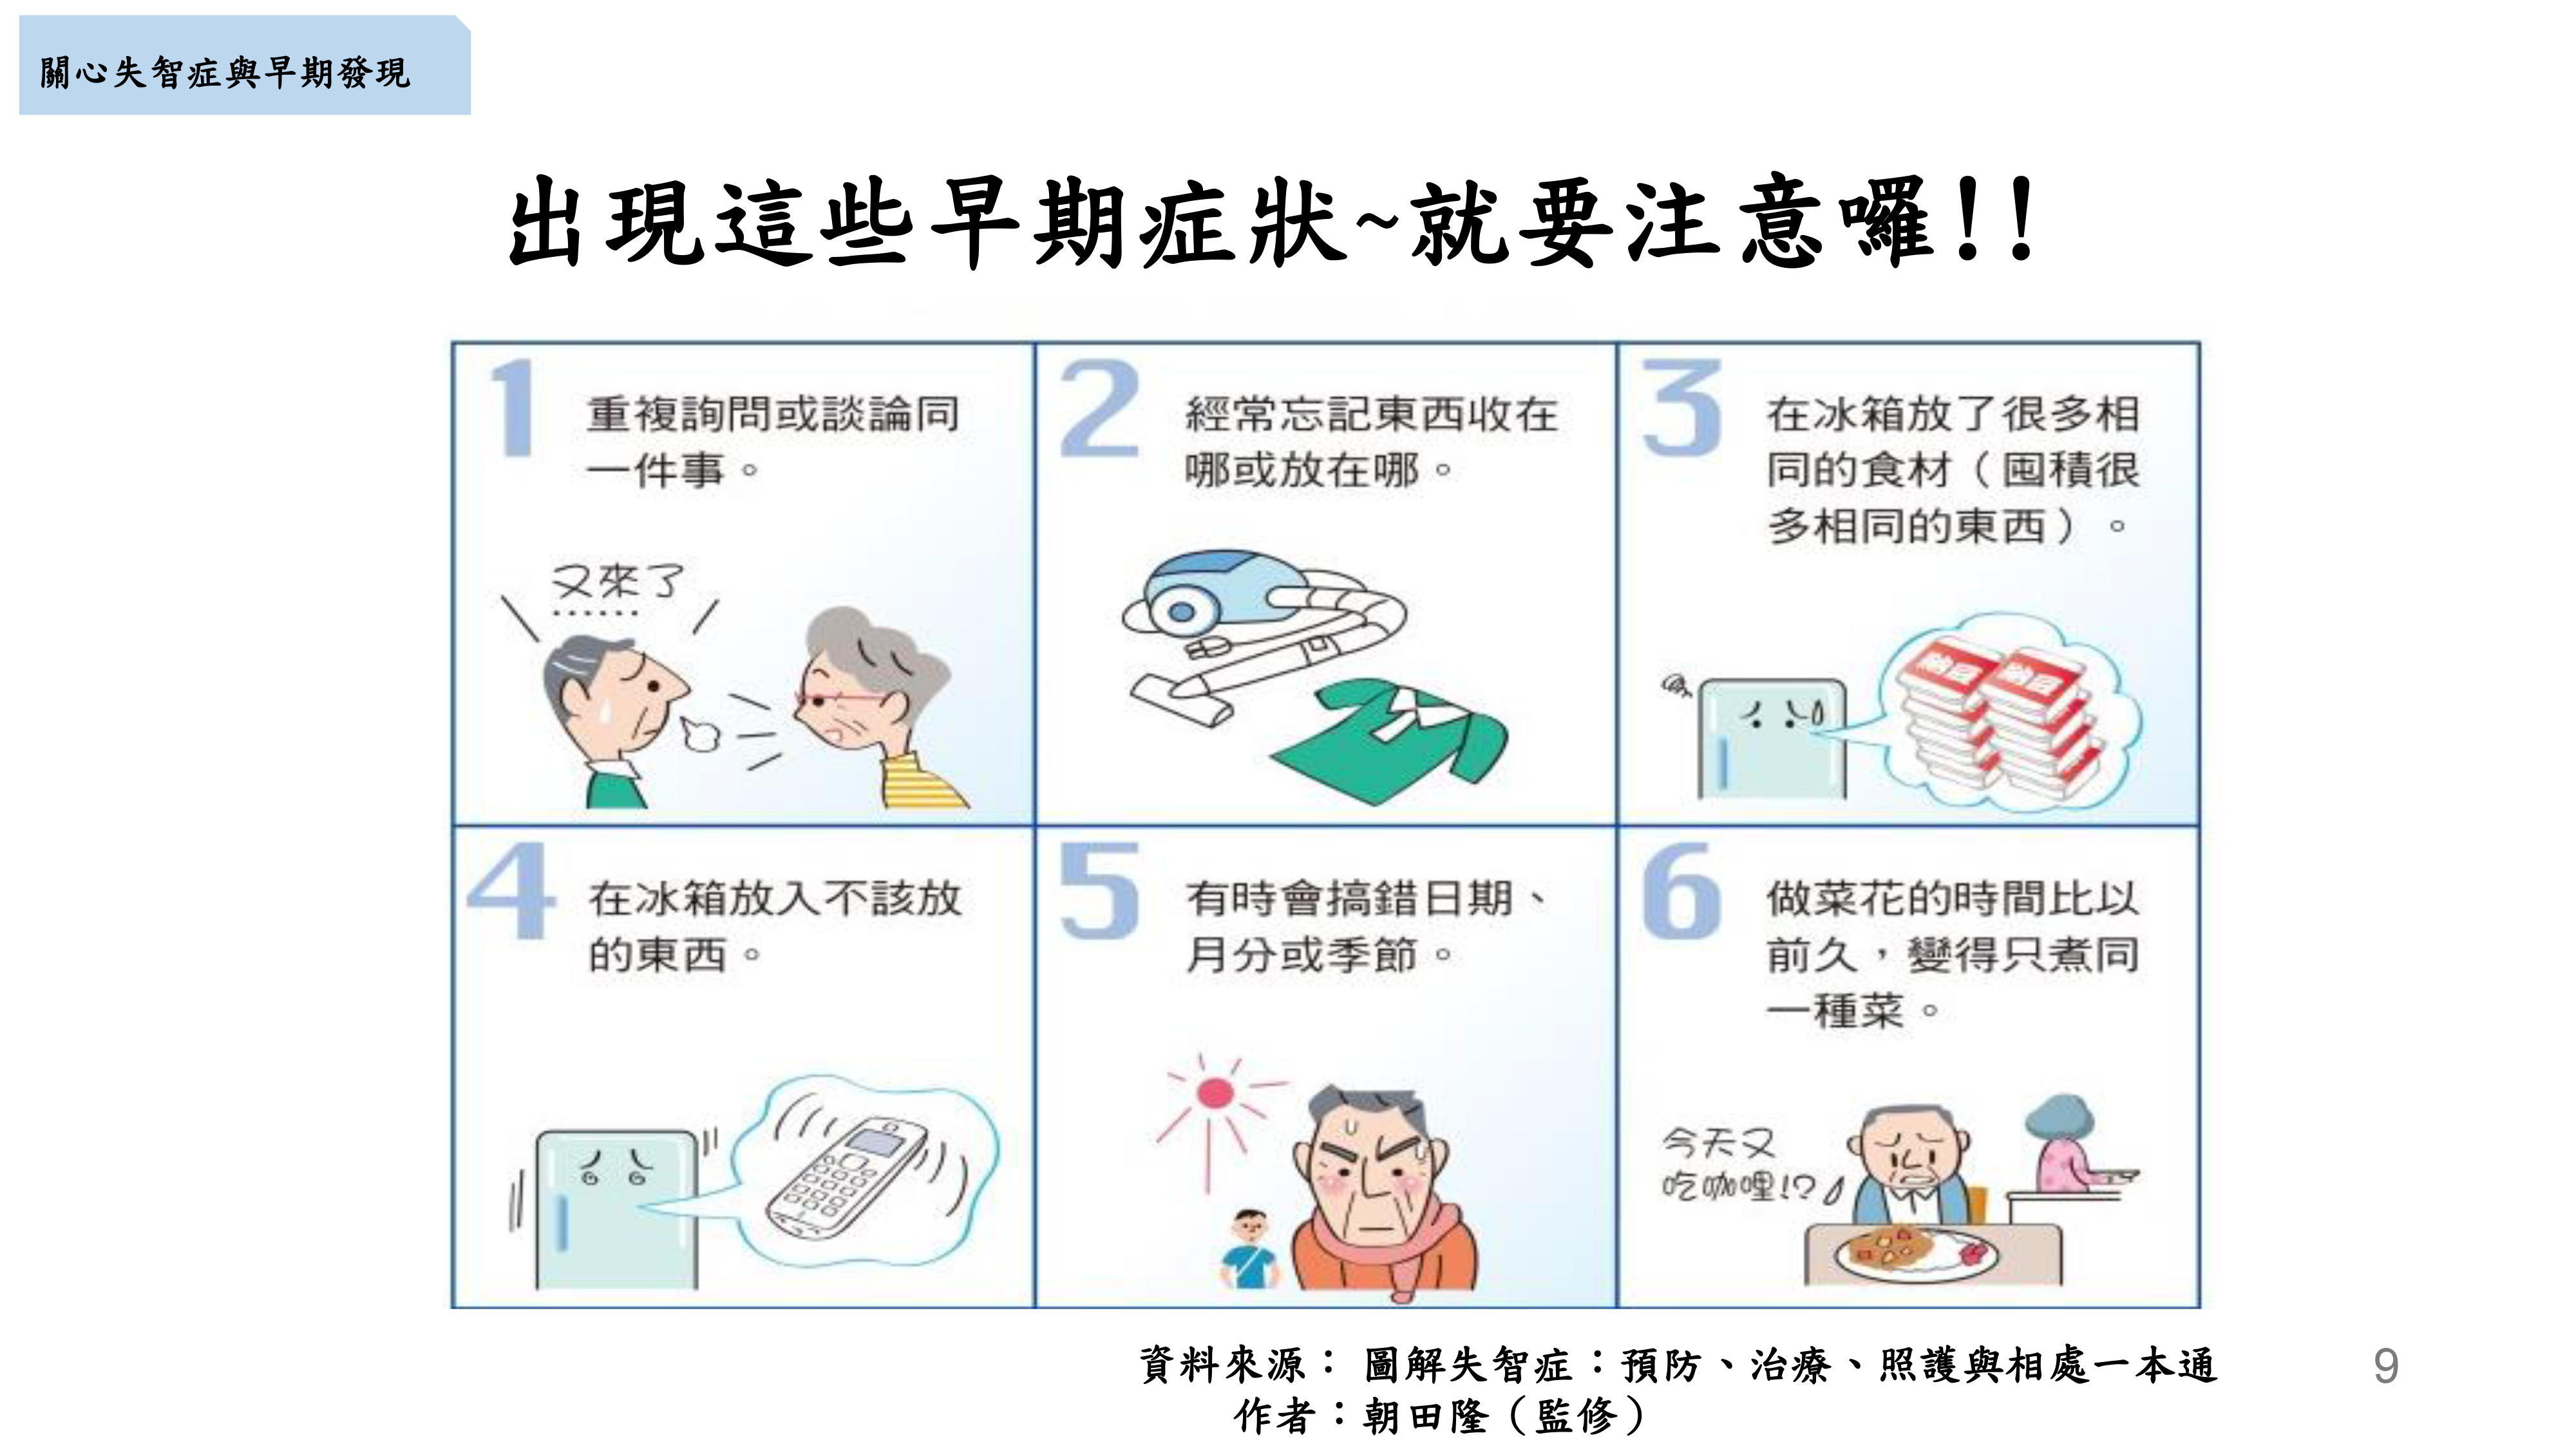 關心失智症與早期發現
出現這些早期症狀~就要注意囉!!
1
重複詢問或談論同
一件事。
又來了
……
2
經常忘記東西收在
哪或放在哪。
3
在冰箱放了很多相
同的食材（囤積很
多相同的東西）。
納豆 納豆
4
在冰箱放入不該放
的東西。
5
有時會搞錯日期、
月分或季節。
6
做菜花的時間比以
前久，變得只煮同
一種菜。
今天又
吃咖哩!?
資料來源： 圖解失智症：預防、治療、照護與相處一本通
作者：朝田隆（監修）
9